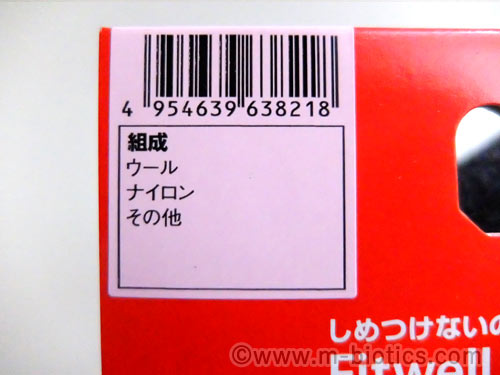 4 954639 638218
組成
ウール
ナイロン
その他
しめつけないの
Fitwell
©www.m-biotics.com